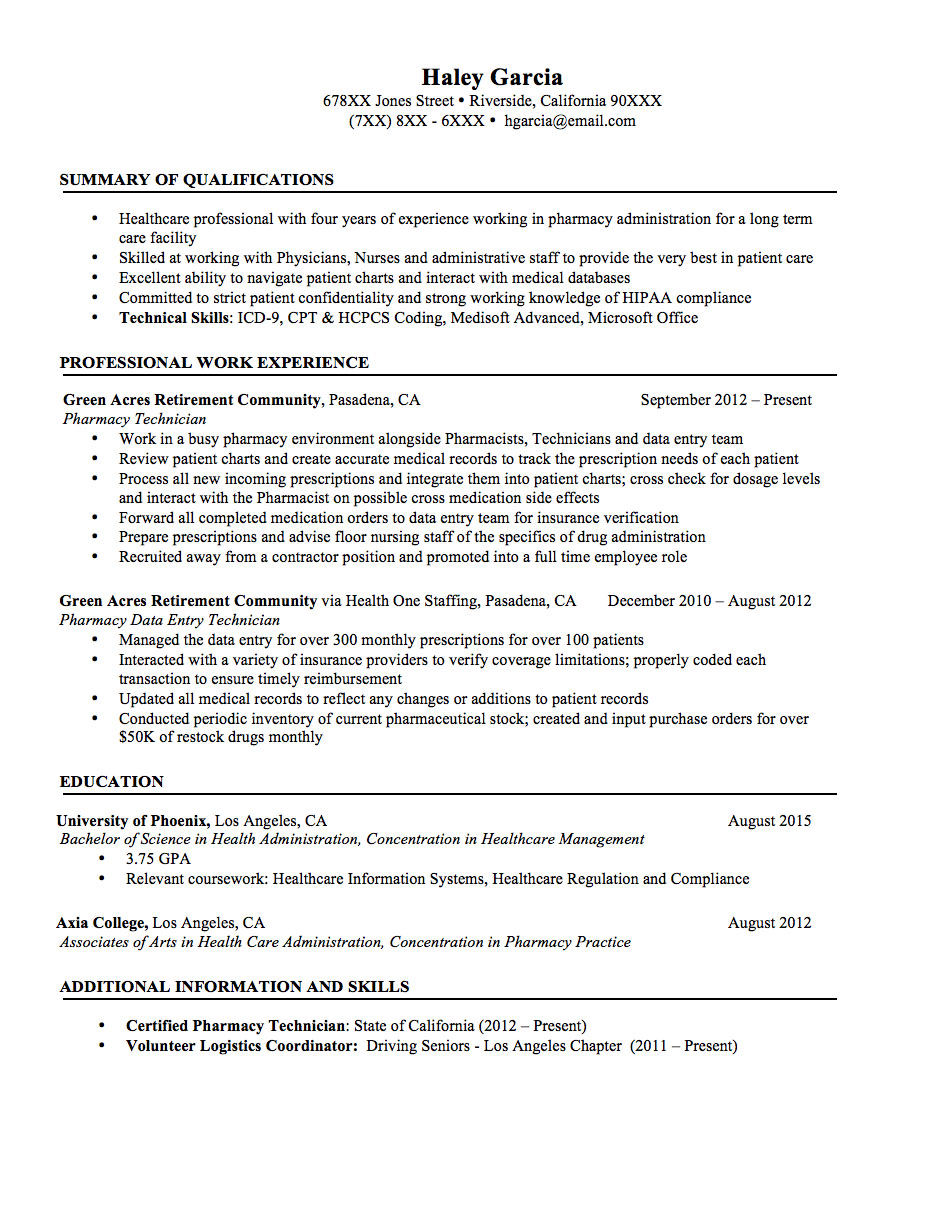 Haley Garcia
678XX Jones Street • Riverside, California 90XXX
(7XX) 8XX - 6XXX • hgarcia@email.com
SUMMARY OF QUALIFICATIONS
• Healthcare professional with four years of experience working in pharmacy administration for a long term
care facility
• Skilled at working with Physicians, Nurses and administrative staff to provide the very best in patient care
• Excellent ability to navigate patient charts and interact with medical databases
• Committed to strict patient confidentiality and strong working knowledge of HIPAA compliance
• Technical Skills: ICD-9, CPT & HCPCS Coding, Medisoft Advanced, Microsoft Office
PROFESSIONAL WORK EXPERIENCE
Green Acres Retirement Community, Pasadena, CA September 2012 – Present
Pharmacy Technician
• Work in a busy pharmacy environment alongside Pharmacists, Technicians and data entry team
• Review patient charts and create accurate medical records to track the prescription needs of each patient
• Process all new incoming prescriptions and integrate them into patient charts; cross check for dosage levels
and interact with the Pharmacist on possible cross medication side effects
• Forward all completed medication orders to data entry team for insurance verification
• Prepare prescriptions and advise floor nursing staff of the specifics of drug administration
• Recruited away from a contractor position and promoted into a full time employee role
Green Acres Retirement Community via Health One Staffing, Pasadena, CA December 2010 – August 2012
Pharmacy Data Entry Technician
• Managed the data entry for over 300 monthly prescriptions for over 100 patients
• Interacted with a variety of insurance providers to verify coverage limitations; properly coded each
transaction to ensure timely reimbursement
• Updated all medical records to reflect any changes or additions to patient records
• Conducted periodic inventory of current pharmaceutical stock; created and input purchase orders for over
$50K of restock drugs monthly
EDUCATION
University of Phoenix, Los Angeles, CA August 2015
Bachelor of Science in Health Administration, Concentration in Healthcare Management
• 3.75 GPA
• Relevant coursework: Healthcare Information Systems, Healthcare Regulation and Compliance
Axia College, Los Angeles, CA August 2012
Associates of Arts in Health Care Administration, Concentration in Pharmacy Practice
ADDITIONAL INFORMATION AND SKILLS
• Certified Pharmacy Technician: State of California (2012 – Present)
• Volunteer Logistics Coordinator: Driving Seniors - Los Angeles Chapter (2011 – Present)